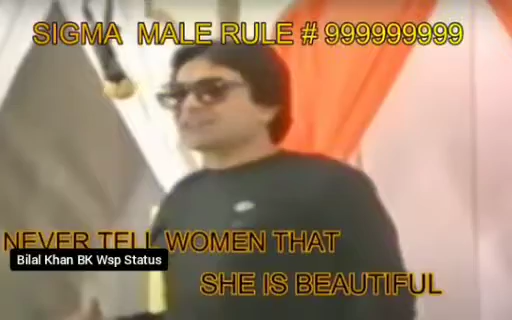 SIGMA MALE RULE # 999999999
NEVER TELL WOMEN THAT
Bilal Khan BK Wsp Status
SHE IS BEAUTIFUL